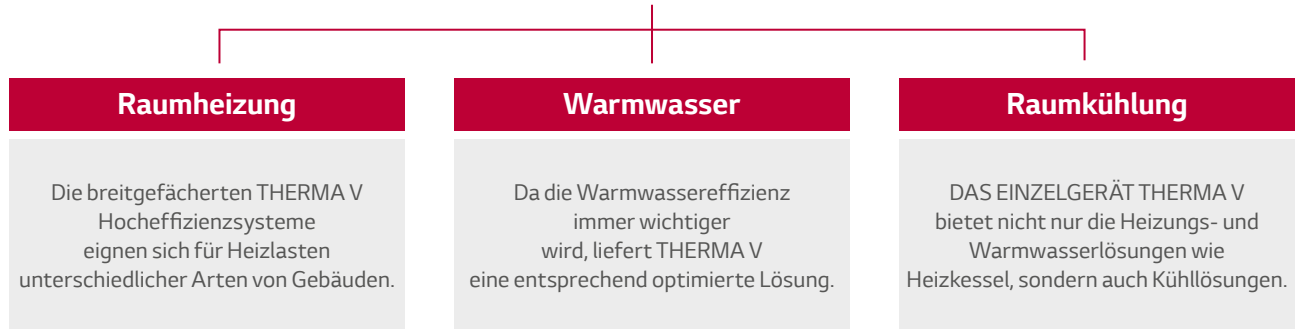 Raumheizung
Die breitgefächerten THERMA V
Hocheffizienzsysteme
eignen sich für Heizlasten
unterschiedlicher Arten von Gebäuden.
Warmwasser
Da die Warmwassereffizienz
immer wichtiger
wird, liefert THERMA V
eine entsprechend optimierte Lösung.
Raumkühlung
DAS EINZELGERÄT THERMA V
bietet nicht nur die Heizungs- und
Warmwasserlösungen wie
Heizkessel, sondern auch Kühllösungen.